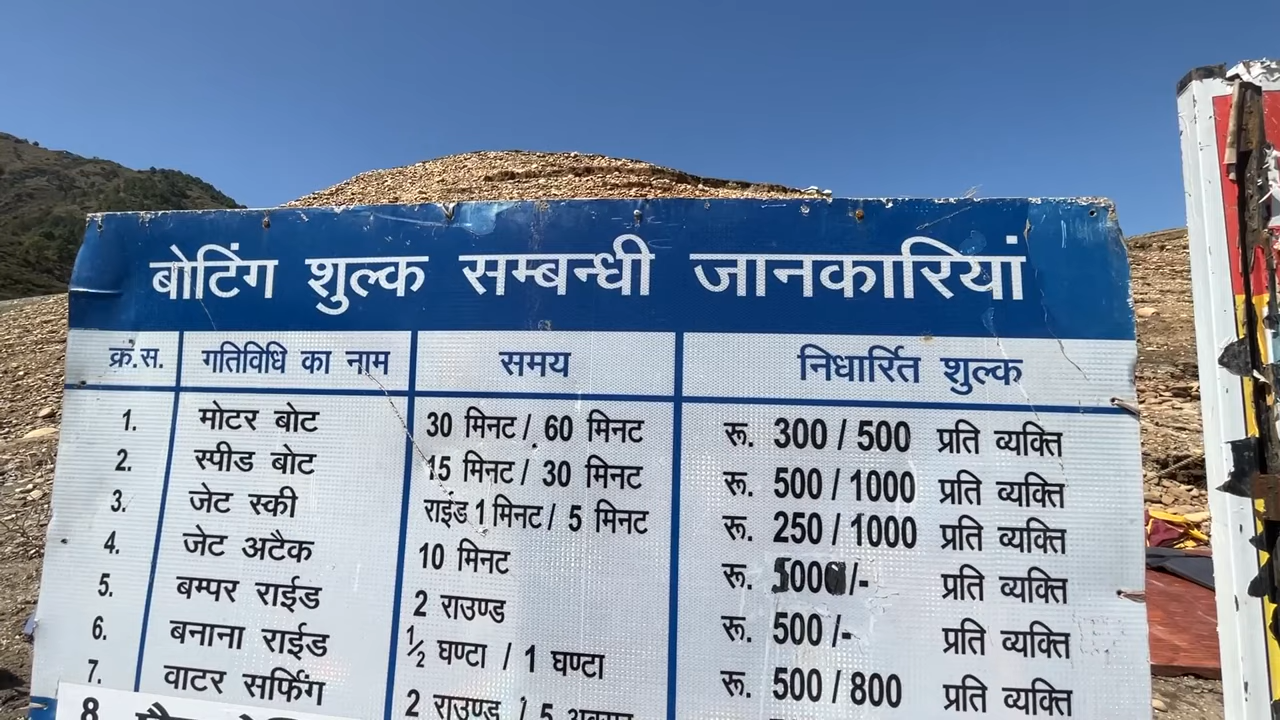 बोटिंग शुल्क सम्बन्धी जानकारियां
क्रं.स. गतिविधि का नाम समय निधार्रित शुल्क
1. मोटर बोट 30 मिनट / 60 मिनट रू. 300 / 500 प्रति व्यक्ति
2. स्पीड बोट 15 मिनट / 30 मिनट रू. 500 / 1000 प्रति व्यक्ति
3. जेट स्की राईड 1 मिनट / 5 मिनट रू. 250 / 1000 प्रति व्यक्ति
4. जेट अटैक 10 मिनट रू. /- प्रति व्यक्ति
5. बम्पर राईड 2 राउण्ड रू. 500 /- प्रति व्यक्ति
6. बनाना राईड ½ घण्टा / 1 घण्टा रू. 500 / 800 प्रति व्यक्ति
7. वाटर सर्फिंग 2 राउण्ड / 5
8.